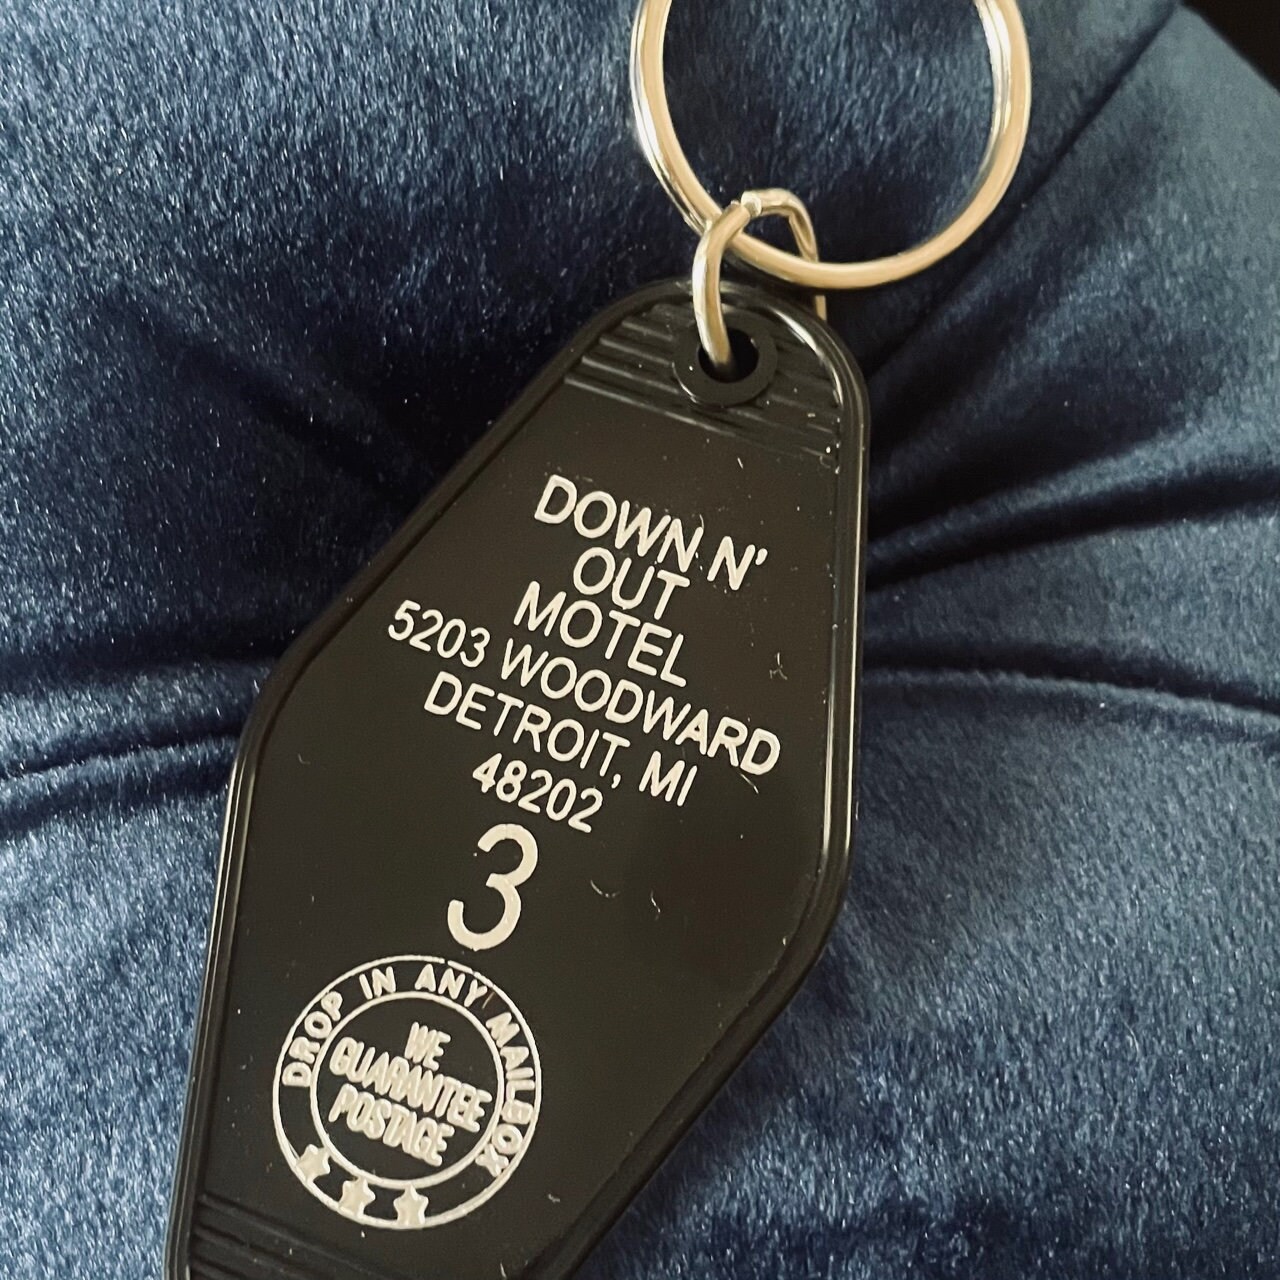 DOWN N'
OUT
MOTEL
5203 WOODWARD
DETROIT, MI
48202
3
DROP IN ANY MAILBOX
WE
GUARANTEE
POSTAGE